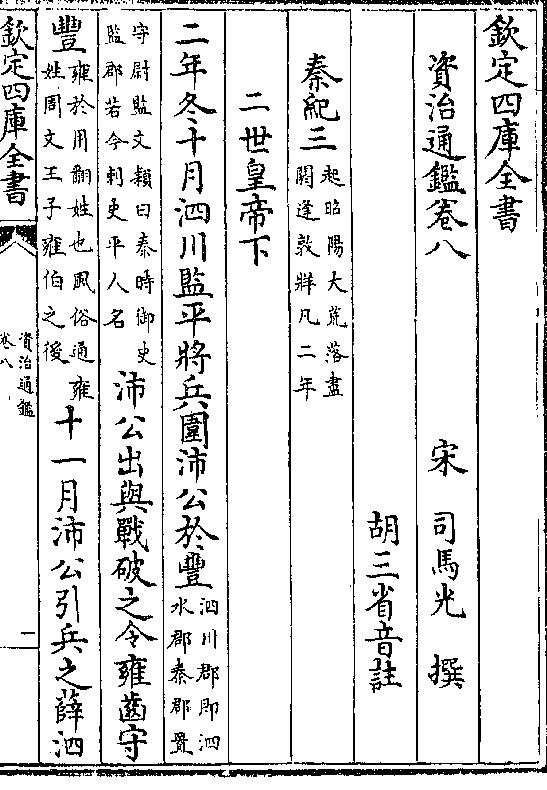 欽定四庫全書
資治通鑑卷八
宋 司馬光 撰
胡三省音註
秦紀三
起昭陽大荒落盡
閼逢敦牂凡二年
二世皇帝下
二年冬十月泗川監平將兵圍沛公於豐
泗川郡即泗
水郡秦郡置
守尉監文穎曰秦時御史
監郡若今刺史平人名
沛公出與戰破之令雍齒守
豐
雍於用翻姓也風俗通雍
姓周文王子雍伯之後
十一月沛公引兵之薛泗
欽定四庫全書
資治通鑑
卷八
二